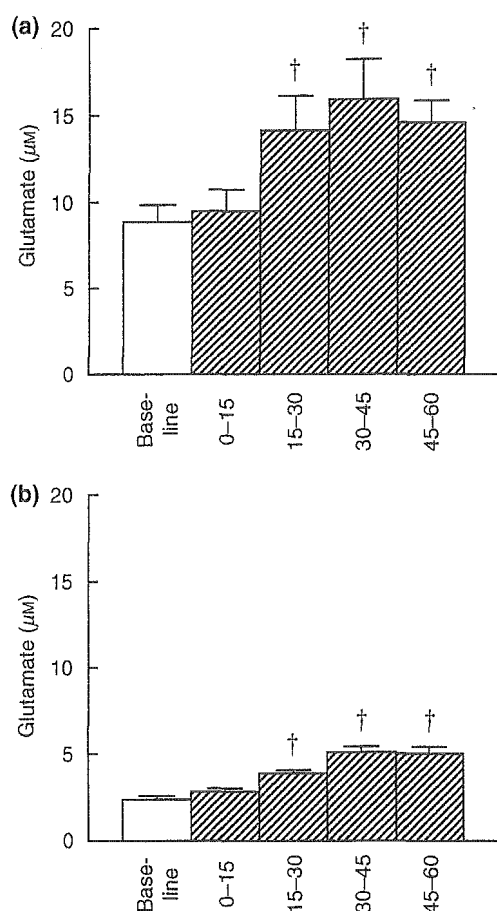 (a)
20
15
10
5
0
Glutamate (μM)
† † †
Base-
line
0–15
15–30
30–45
45–60
(b)
20
15
10
5
0
Glutamate (μM)
† † †
Base-
line
0–15
15–30
30–45
45–60